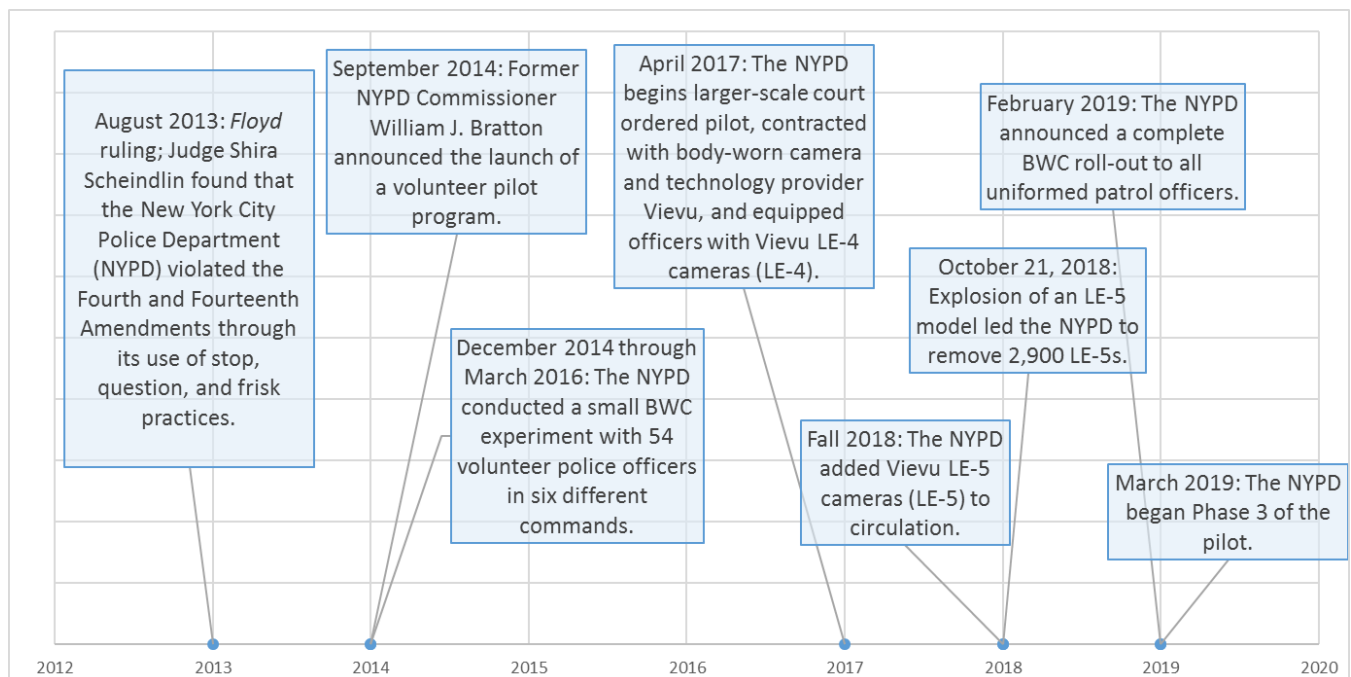 August 2013: Floyd
ruling; Judge Shira
Scheindlin found that
the New York City
Police Department
(NYPD) violated the
Fourth and Fourteenth
Amendments through
its use of stop,
question, and frisk
practices.
September 2014: Former
NYPD Commissioner
William J. Bratton
announced the launch of
a volunteer pilot
program.
December 2014 through
March 2016: The NYPD
conducted a small BWC
experiment with 54
volunteer police officers
in six different
commands.
April 2017: The NYPD
begins larger-scale court
ordered pilot, contracted
with body-worn camera
and technology provider
Vievu, and equipped
officers with Vievu LE-4
cameras (LE-4).
Fall 2018: The NYPD
added Vievu LE-5
cameras (LE-5) to
circulation.
October 21, 2018:
Explosion of an LE-5
model led the NYPD to
remove 2,900 LE-5s.
February 2019: The NYPD
announced a complete
BWC roll-out to all
uniformed patrol officers.
March 2019: The NYPD
began Phase 3 of the
pilot.
2012 2013 2014 2015 2016 2017 2018 2019 2020